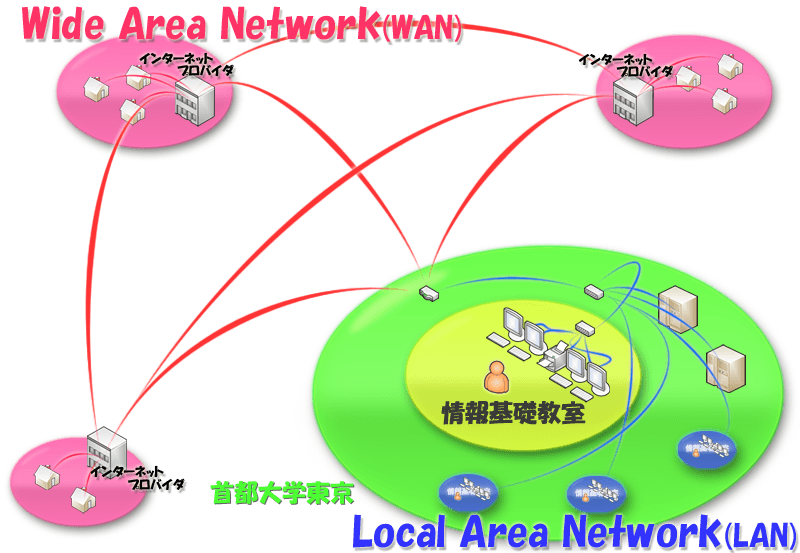 Wide Area Network(WAN)
インターネット
プロバイダ
インターネット
プロバイダ
情報基礎教室
インターネット
プロバイダ
首都大学東京
Local Area Network(LAN)